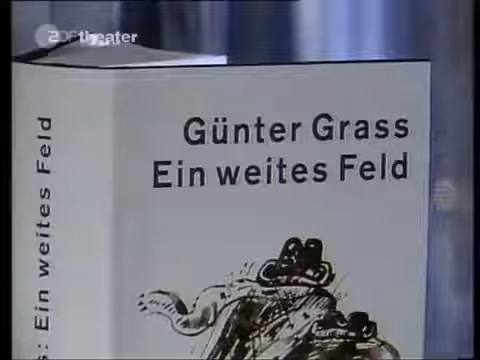 ZDFtheater
Günter Grass
Ein weites Feld
s: Ein weites Feld